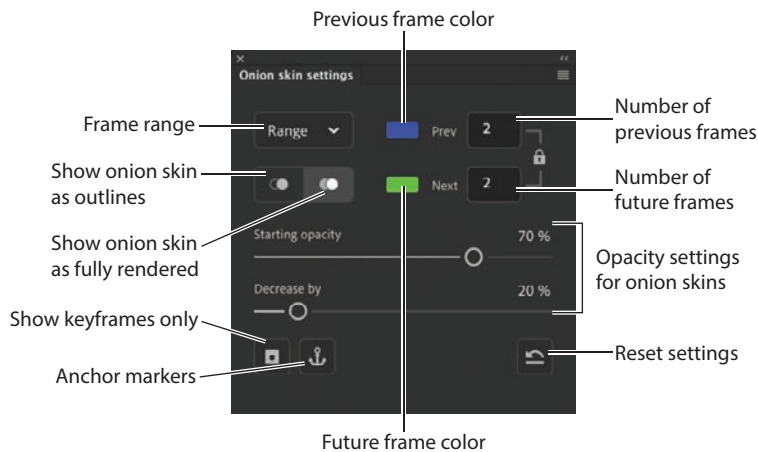 Previous frame color
Onion skin settings
Frame range
Range
Prev
2
Number of
previous frames
Show onion skin
as outlines
Next
2
Number of
future frames
Show onion skin
as fully rendered
Starting opacity
70 %
Opacity settings
for onion skins
Decrease by
20 %
Show keyframes only
Anchor markers
Reset settings
Future frame color